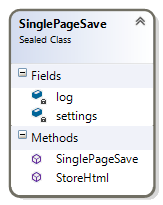 SinglePageSave
Sealed Class
Fields
log
settings
Methods
SinglePageSave
StoreHtml